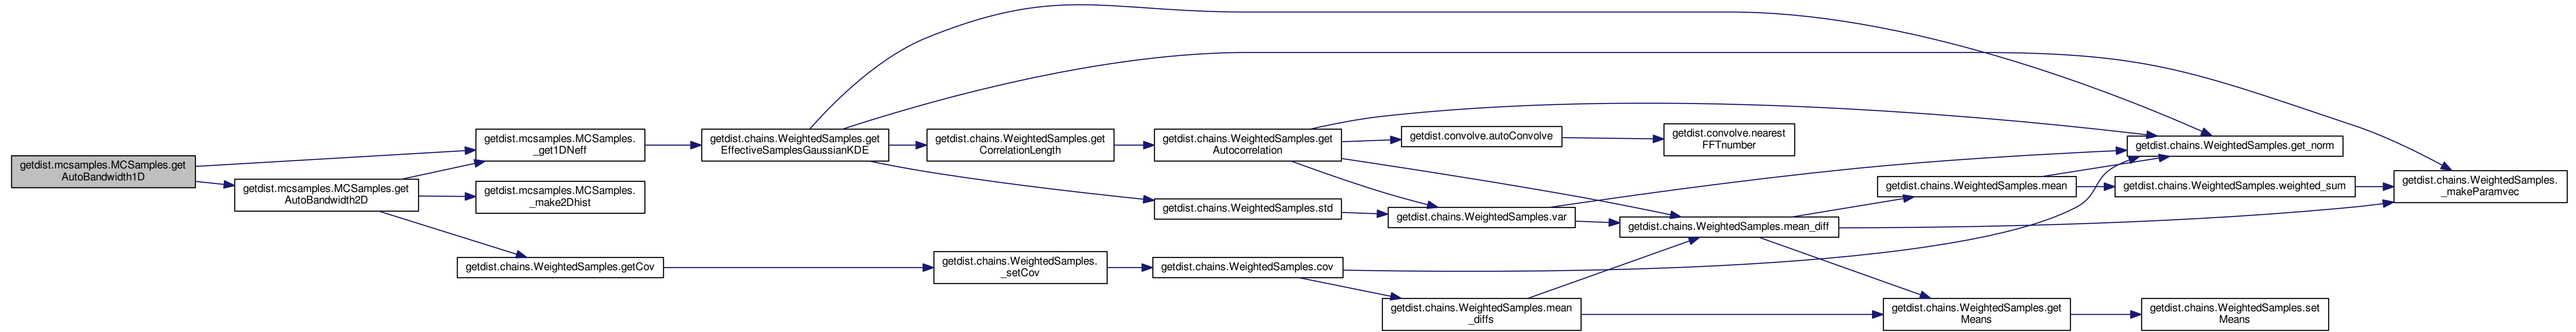 getdist.mcsamples.MCSamples.get
AutoBandwidth1D
getdist.mcsamples.MCSamples.get
AutoBandwidth2D
getdist.mcsamples.MCSamples.
_get1DNeff
getdist.mcsamples.MCSamples.
_make2Dhist
getdist.chains.WeightedSamples.getCov
getdist.chains.WeightedSamples.get
EffectiveSamplesGaussianKDE
getdist.chains.WeightedSamples.get
CorrelationLength
getdist.chains.WeightedSamples.
_setCov
getdist.chains.WeightedSamples.get
Autocorrelation
getdist.chains.WeightedSamples.std
getdist.chains.WeightedSamples.cov
getdist.convolve.autoConvolve
getdist.chains.WeightedSamples.var
getdist.chains.WeightedSamples.mean
_diffs
getdist.convolve.nearest
FFTnumber
getdist.chains.WeightedSamples.mean_diff
getdist.chains.WeightedSamples.mean
getdist.chains.WeightedSamples.get
Means
getdist.chains.WeightedSamples.get_norm
getdist.chains.WeightedSamples.weighted_sum
getdist.chains.WeightedSamples.set
Means
getdist.chains.WeightedSamples.
_makeParamvec